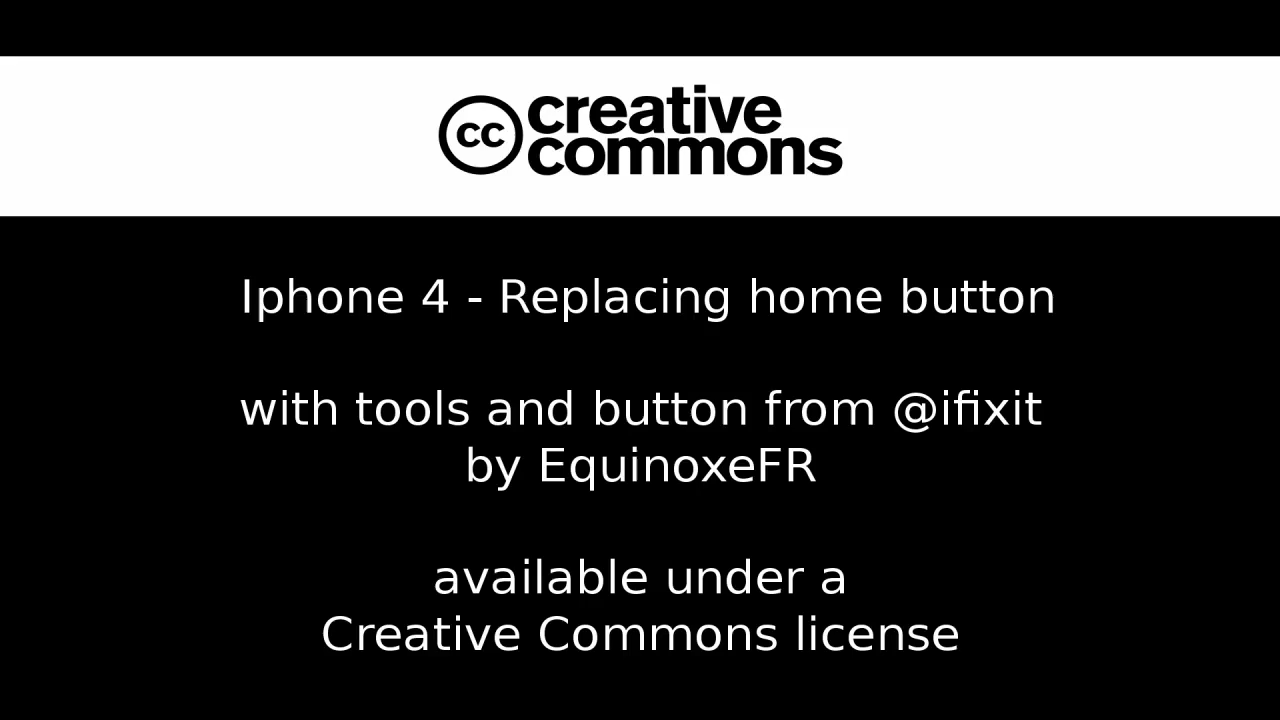 cc creative
commons
Iphone 4 - Replacing home button
with tools and button from @ifixit
by EquinoxeFR
available under a
Creative Commons license